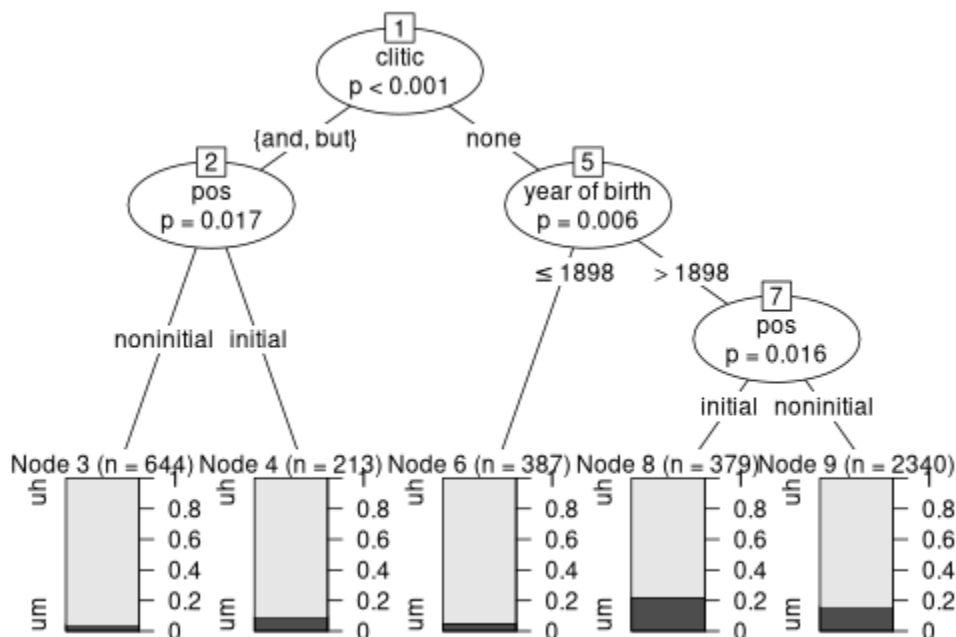 1
clitic
p < 0.001
{and, but}
none
2
pos
p = 0.017
5
year of birth
p = 0.006
≤ 1898
> 1898
7
pos
p = 0.016
noninitial
initial
initial
noninitial
Node 3 (n = 644)
um
uh
0
0.2
0.4
0.6
0.8
1
Node 4 (n = 213)
um
uh
0
0.2
0.4
0.6
0.8
1
Node 6 (n = 387)
um
uh
0
0.2
0.4
0.6
0.8
1
Node 8 (n = 379)
um
uh
0
0.2
0.4
0.6
0.8
1
Node 9 (n = 2340)
um
uh
0
0.2
0.4
0.6
0.8
1